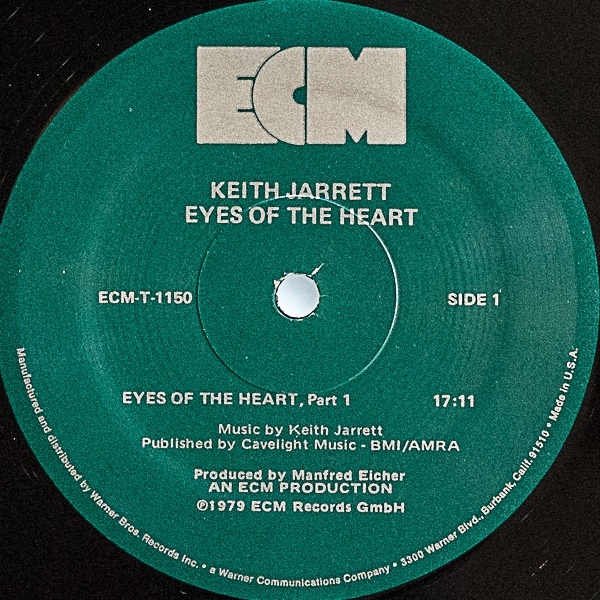 ECM
KEITH JARRETT
EYES OF THE HEART
ECM-T-1150
SIDE 1
EYES OF THE HEART, Part 1 17:11
Music by Keith Jarrett
Published by Cavelight Music - BMI/AMRA
Produced by Manfred Eicher
AN ECM PRODUCTION
℗1979 ECM Records GmbH
Manufactured and distributed by Warner Bros. Records Inc. • a Warner Communications Company • 3300 Warner Blvd., Burbank Calif. 91510 • Made in U.S.A.